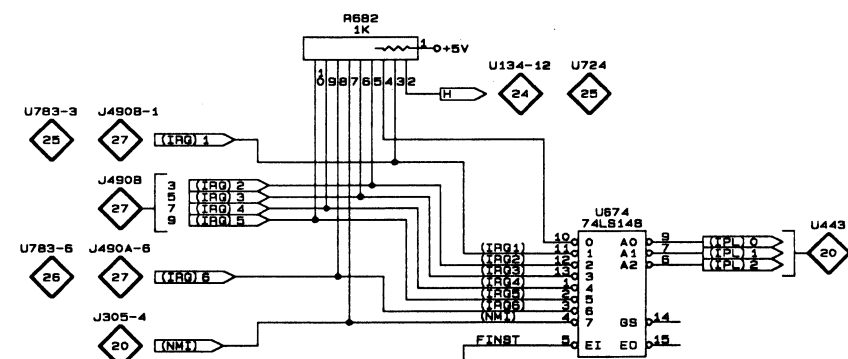 R682
1K
1 +5V
10 9 8 7 6 5 4 3 2
H
U134-12 U724
24 25
U783-3 J490B-1
25 27 (IRQ) 1
J490B
27
3 (IRQ) 2
5 (IRQ) 3
7 (IRQ) 4
9 (IRQ) 5
U783-6 J490A-6
26 27 (IRQ) 6
J305-4
20 (NMI)
U674
74LS148
(IRQ1)
(IRQ2)
(IRQ3)
(IRQ4)
(IRQ5)
(IRQ6)
(NMI)
FINST
10 0 A0 9 (IPL) 0
11 1 A1 7 (IPL) 1
12 2 A2 6 (IPL) 2
13 3
1 4
2 5
3 6
4 7 GS 14
5 EI EO 15
U443
20